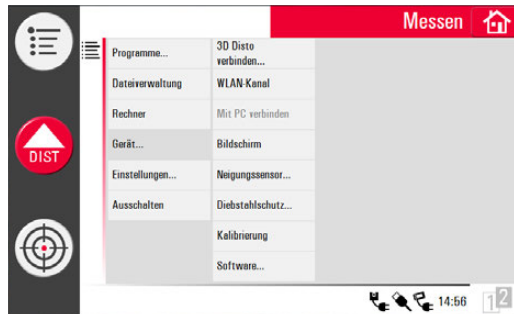 Messen
DIST
Programme...
Dateiverwaltung
Rechner
Gerät...
Einstellungen...
Ausschalten
3D Disto
verbinden...
WLAN-Kanal
Mit PC verbinden
Bildschirm
Neigungssensor...
Diebstahlschutz...
Kalibrierung
Software...
14:56
12